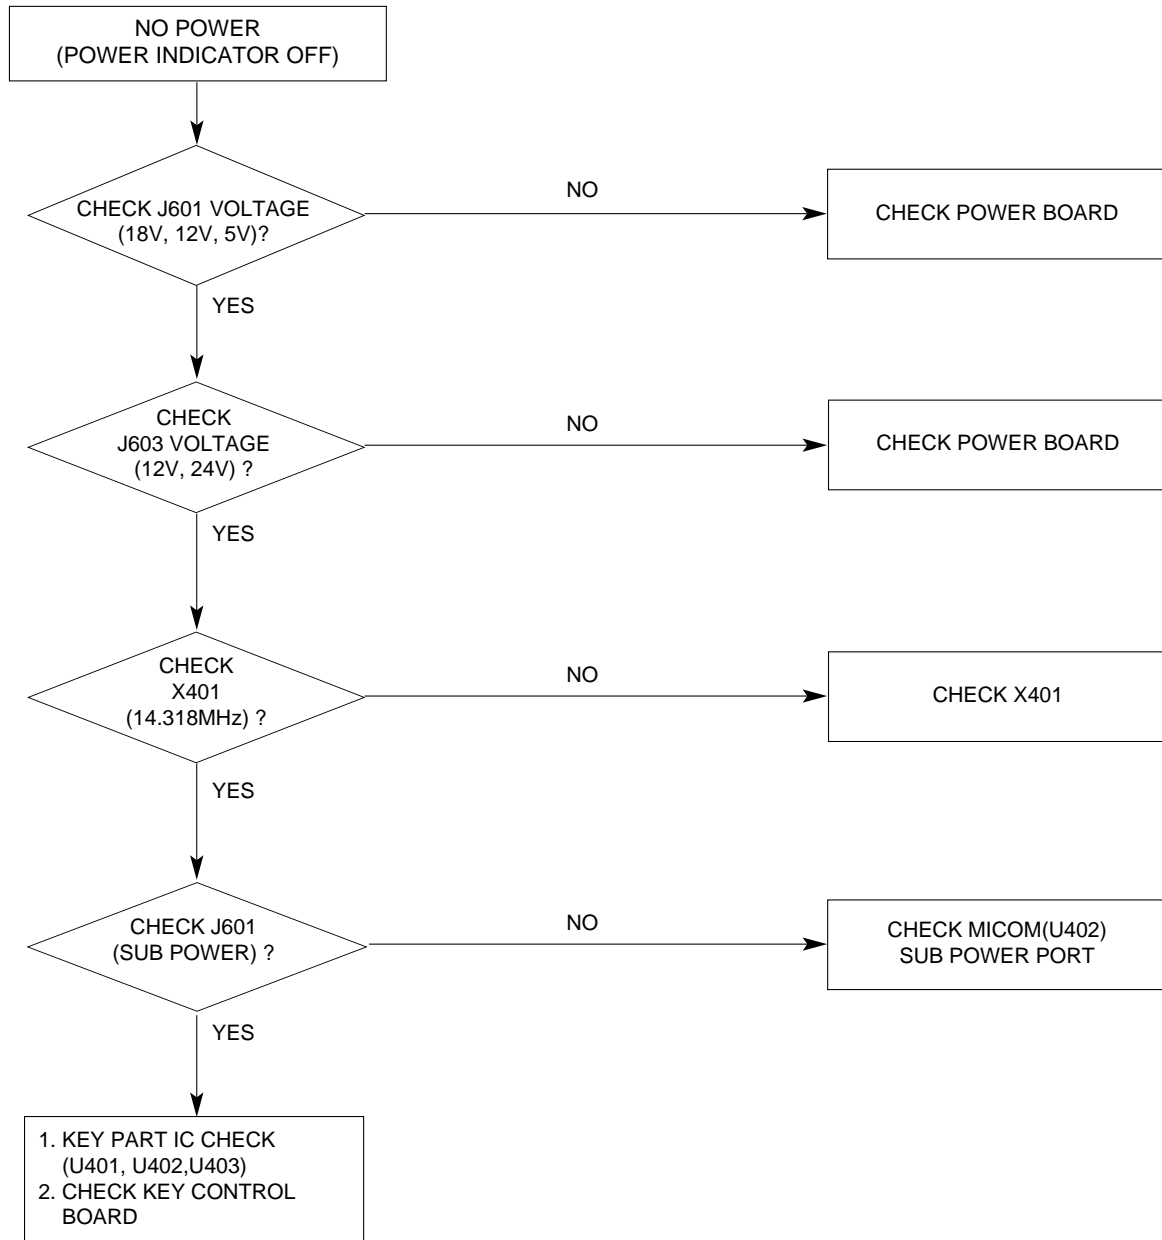 NO POWER
(POWER INDICATOR OFF)
CHECK J601 VOLTAGE
(18V, 12V, 5V)?
NO
CHECK POWER BOARD
YES
CHECK
J603 VOLTAGE
(12V, 24V) ?
NO
CHECK POWER BOARD
YES
CHECK
X401
(14.318MHz) ?
NO
CHECK X401
YES
CHECK J601
(SUB POWER) ?
NO
CHECK MICOM(U402)
SUB POWER PORT
YES
1. KEY PART IC CHECK
(U401, U402,U403)
2. CHECK KEY CONTROL
BOARD